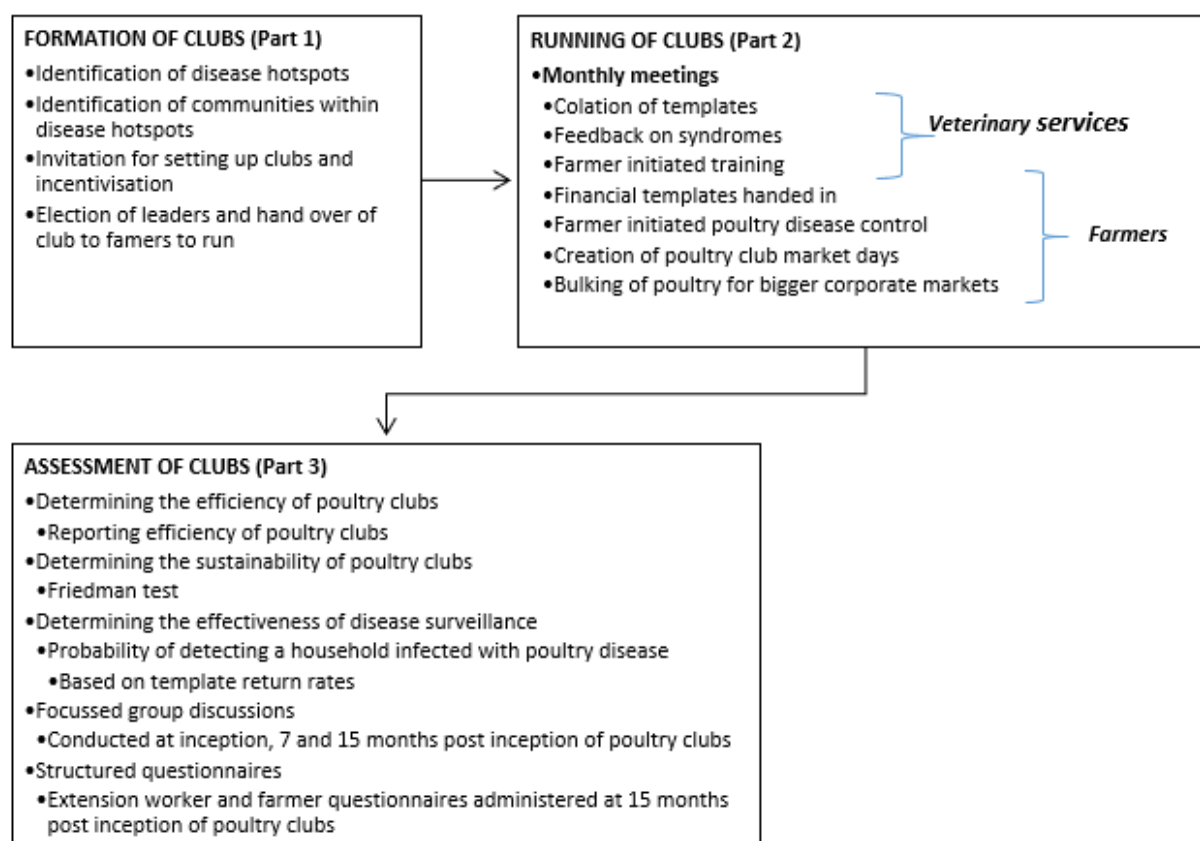 FORMATION OF CLUBS (Part 1)
•Identification of disease hotspots
•Identification of communities within
disease hotspots
•Invitation for setting up clubs and
incentivisation
•Election of leaders and hand over of
club to famers to run
RUNNING OF CLUBS (Part 2)
•Monthly meetings
•Colation of templates
•Feedback on syndromes
•Farmer initiated training
•Financial templates handed in
•Farmer initiated poultry disease control
•Creation of poultry club market days
•Bulking of poultry for bigger corporate markets
Veterinary services
Farmers
ASSESSMENT OF CLUBS (Part 3)
•Determining the efficiency of poultry clubs
•Reporting efficiency of poultry clubs
•Determining the sustainability of poultry clubs
•Friedman test
•Determining the effectiveness of disease surveillance
•Probability of detecting a household infected with poultry disease
•Based on template return rates
•Focussed group discussions
•Conducted at inception, 7 and 15 months post inception of poultry clubs
•Structured questionnaires
•Extension worker and farmer questionnaires administered at 15 months
post inception of poultry clubs